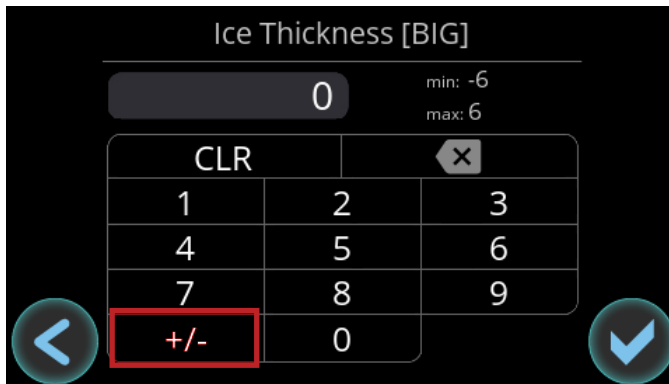 Ice Thickness [BIG]
0
min: -6
max: 6
CLR
1 2 3
4 5 6
7 8 9
+/- 0